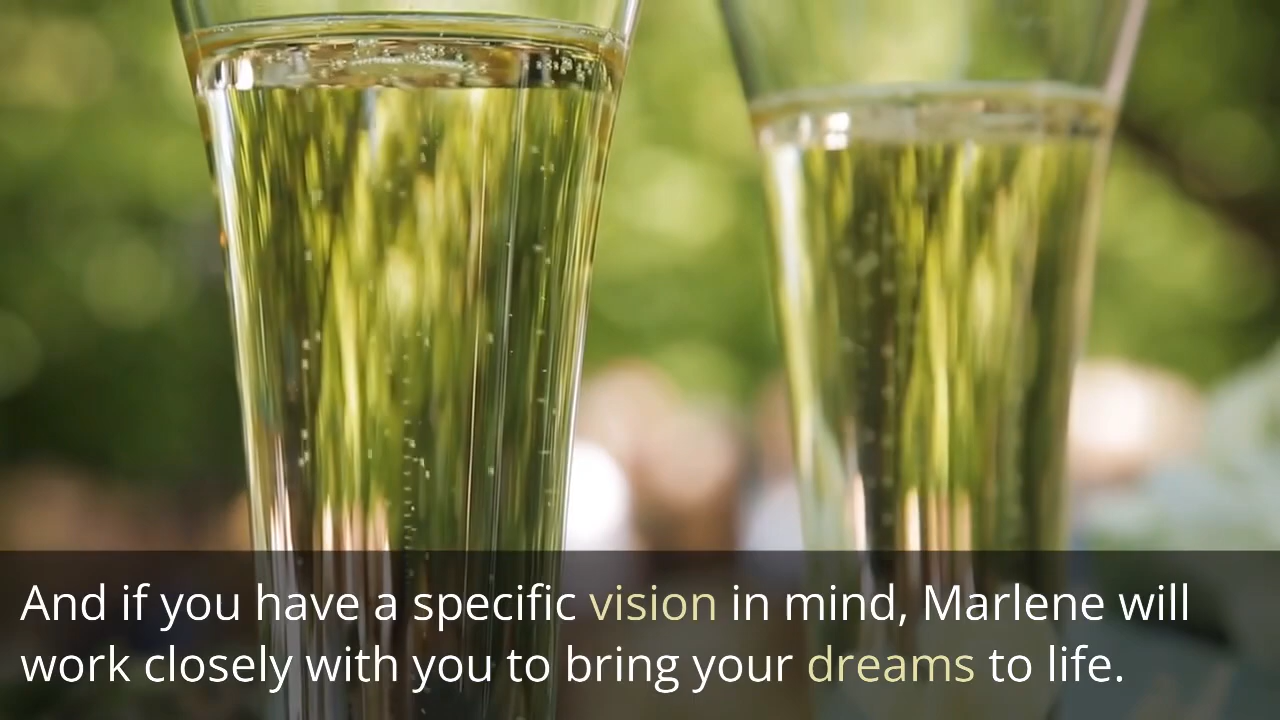 And if you have a specific vision in mind, Marlene will
work closely with you to bring your dreams to life.